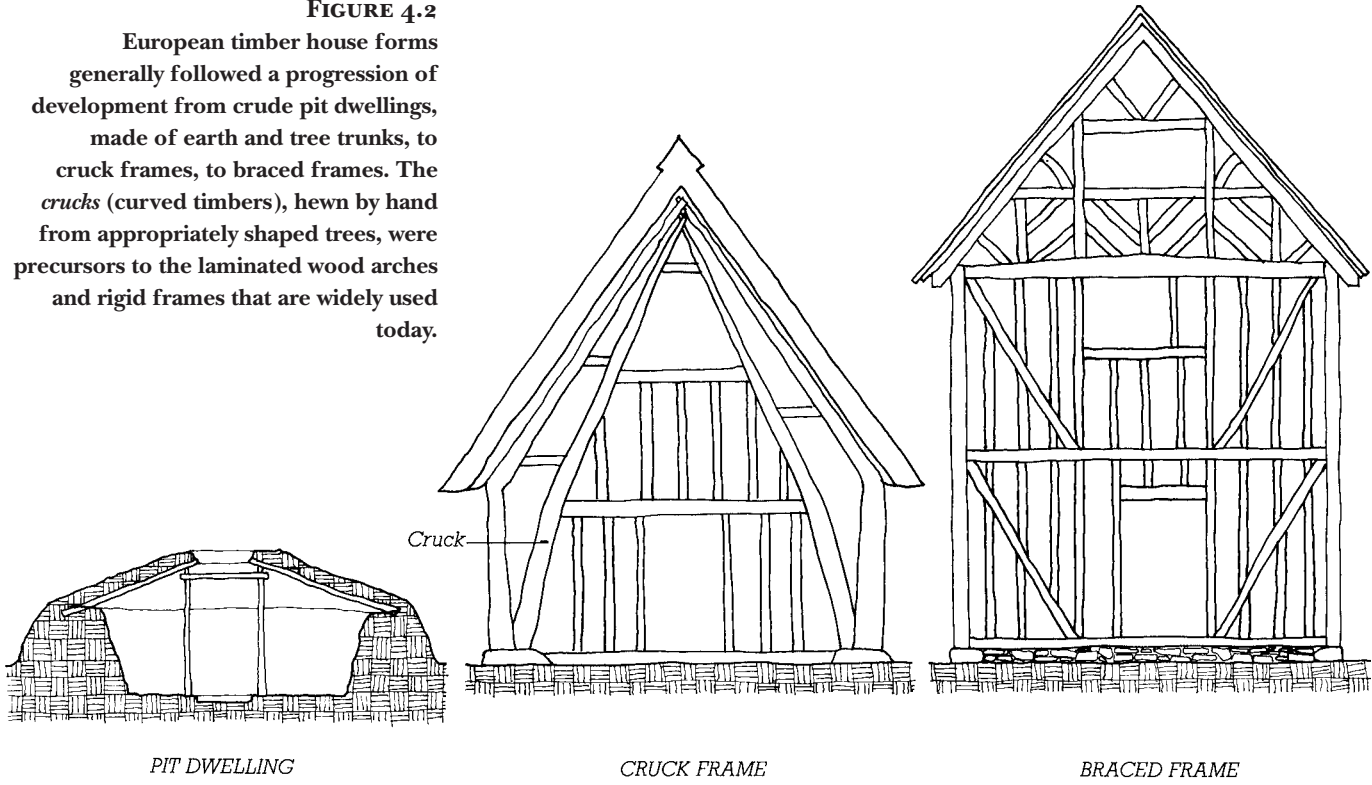 FIGURE 4.2
European timber house forms
generally followed a progression of
development from crude pit dwellings,
made of earth and tree trunks, to
cruck frames, to braced frames. The
crucks (curved timbers), hewn by hand
from appropriately shaped trees, were
precursors to the laminated wood arches
and rigid frames that are widely used
today.
Cruck
PIT DWELLING
CRUCK FRAME
BRACED FRAME